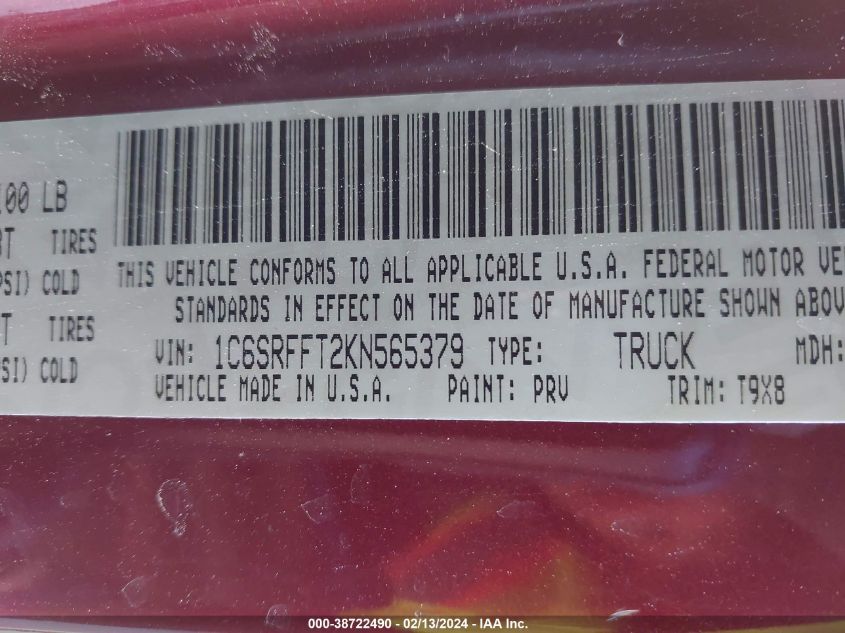 100 LB
TIRES
PSI) COLD
TIRES
SI) COLD
THIS VEHICLE CONFORMS TO ALL APPLICABLE U.S.A. FEDERAL MOTOR VE
STANDARDS IN EFFECT ON THE DATE OF MANUFACTURE SHOWN ABOV
VIN: 1C6SRFFT2KN565379 TYPE: TRUCK MDH:
VEHICLE MADE IN U.S.A. PAINT: PRV TRIM: T9X8
000-38722490 - 02/13/2024 - IAA Inc.